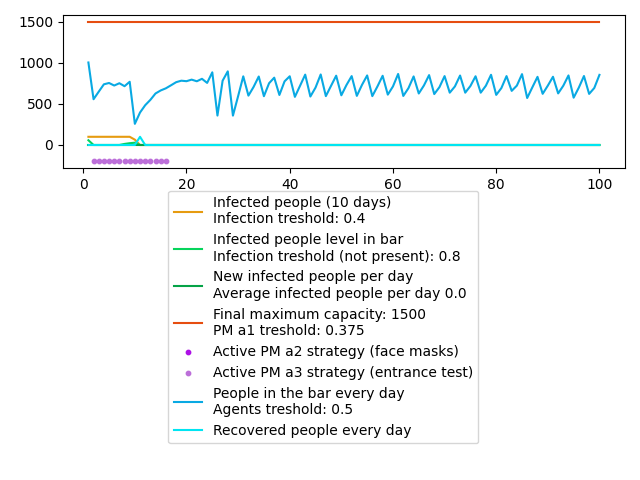 1500
1000
500
0
0 20 40 60 80 100
Infected people (10 days)
Infection treshold: 0.4
Infected people level in bar
Infection treshold (not present): 0.8
New infected people per day
Average infected people per day 0.0
Final maximum capacity: 1500
PM a1 treshold: 0.375
Active PM a2 strategy (face masks)
Active PM a3 strategy (entrance test)
People in the bar every day
Agents treshold: 0.5
Recovered people every day